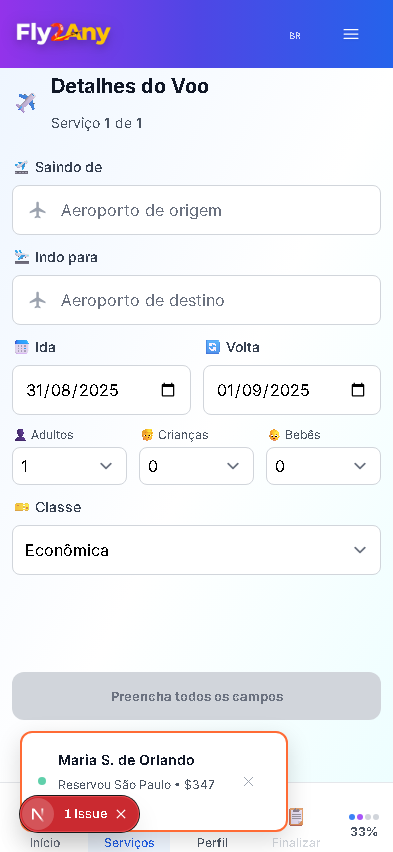 Fly2Any
BR
Detalhes do Voo
Serviço 1 de 1
Saindo de
Aeroporto de origem
Indo para
Aeroporto de destino
Ida
Volta
31/08/2025
01/09/2025
Adultos
Crianças
Bebês
1
0
0
Classe
Econômica
Preencha todos os campos
Maria S. de Orlando
Reservou São Paulo • $347
N
1 Issue
33%
Início
Serviços
Perfil
Finalizar